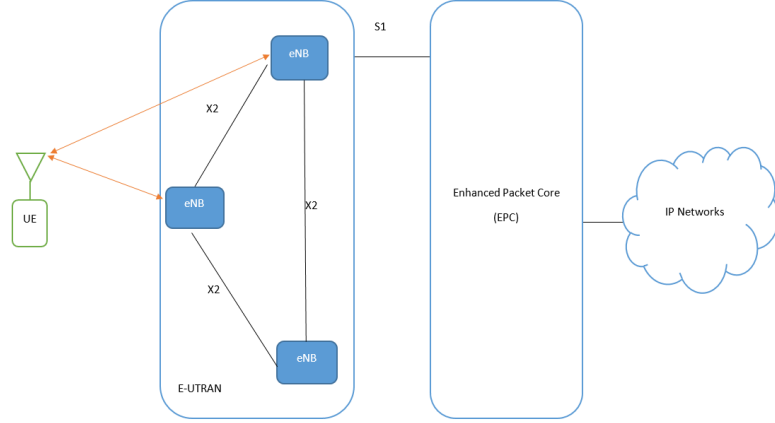 S1
eNB
X2
UE
eNB
X2
Enhanced Packet Core
(EPC)
IP Networks
X2
eNB
E-UTRAN